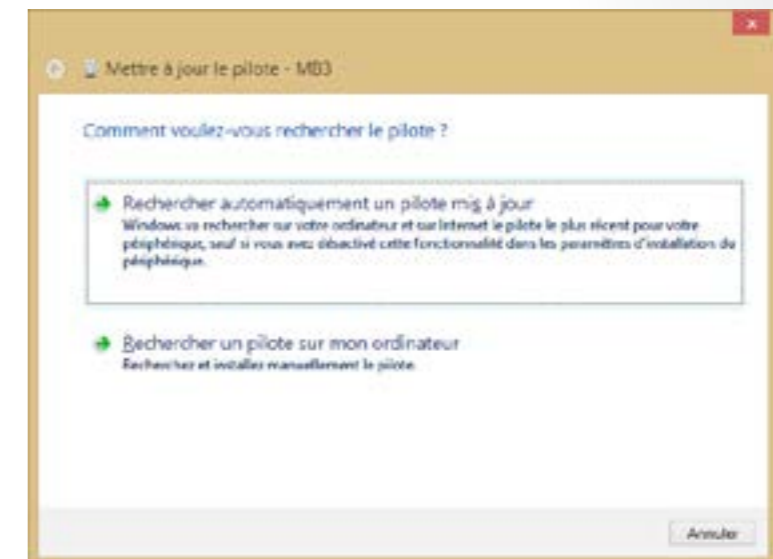 Mettre à jour le pilote - MB3
Comment voulez-vous rechercher le pilote ?
Rechercher automatiquement un pilote mis à jour
Windows va rechercher sur votre ordinateur et sur Internet le pilote le plus récent pour votre
périphérique, sauf si vous avez désactivé cette fonctionnalité dans les paramètres d'installation du
périphérique.
Rechercher un pilote sur mon ordinateur
Recherchez et installez manuellement le pilote.
Annuler